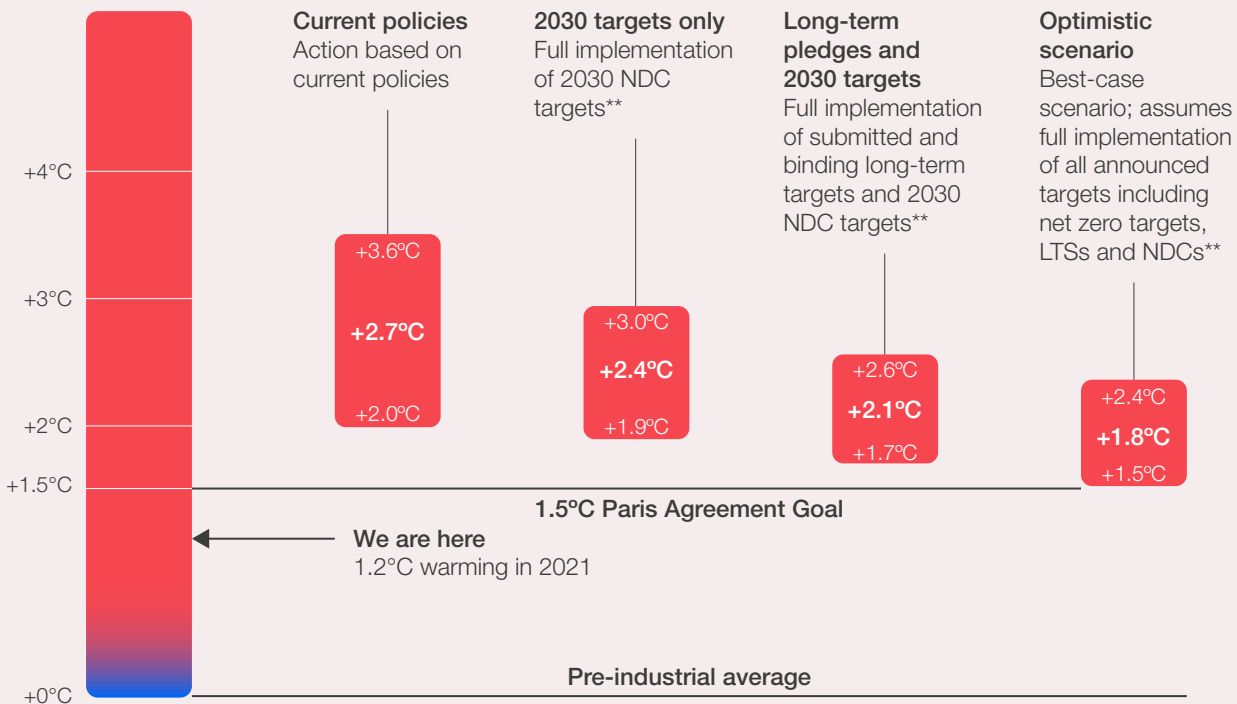 Current policies
Action based on
current policies
2030 targets only
Full implementation
of 2030 NDC
targets**
Long-term
pledges and
2030 targets
Full implementation
of submitted and
binding long-term
targets and 2030
NDC targets**
Optimistic
scenario
Best-case
scenario; assumes
full implementation
of all announced
targets including
net zero targets,
LTSs and NDCs**
+4°C
+3°C
+2°C
+1.5°C
+0°C
+3.6ºC
+2.7ºC
+2.0ºC
+3.0ºC
+2.4ºC
+1.9ºC
+2.6ºC
+2.1ºC
+1.7ºC
+2.4ºC
+1.8ºC
+1.5ºC
1.5ºC Paris Agreement Goal
We are here
1.2°C warming in 2021
Pre-industrial average